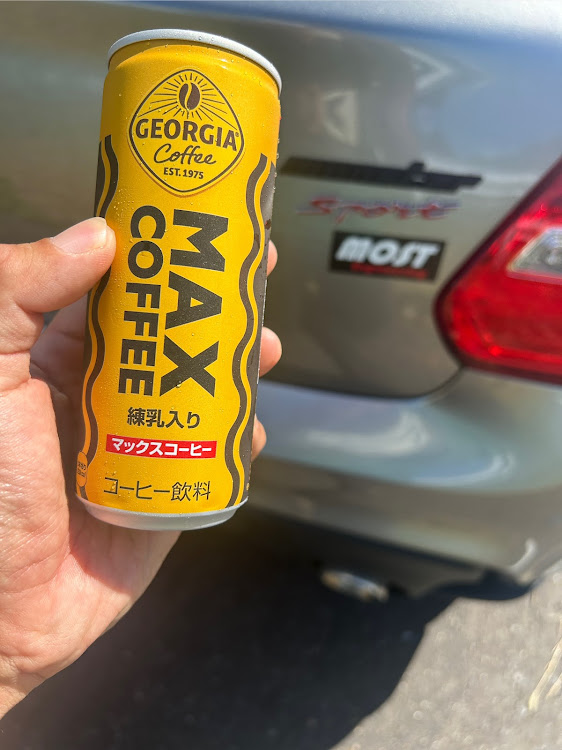 GEORGIA
Coffee
EST. 1975
MAX
COFFEE
練乳入り
マックスコーヒー
コーヒー飲料
Sport
MOST